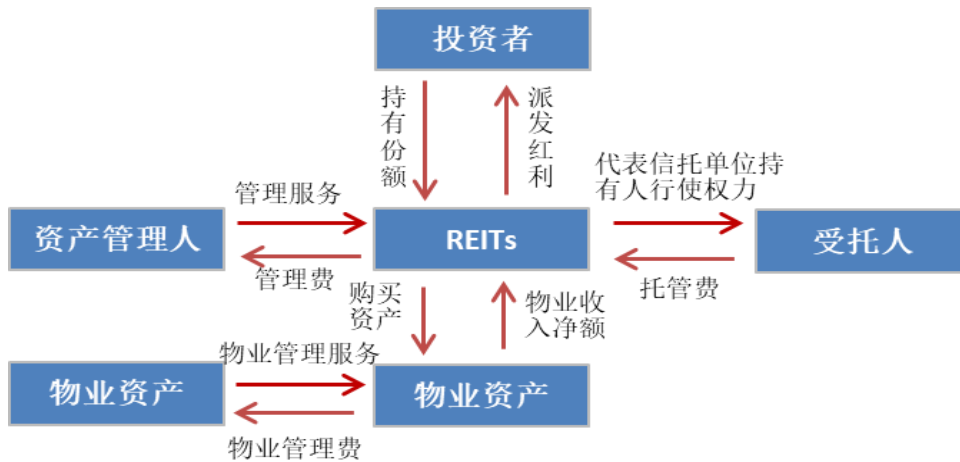 投资者
持有份额
派发红利
代表信托单位持
有人行使权力
管理服务
资产管理人
REITs
受托人
管理费
托管费
购买
资产
物业收
入净额
物业管理服务
物业资产
物业资产
物业管理费